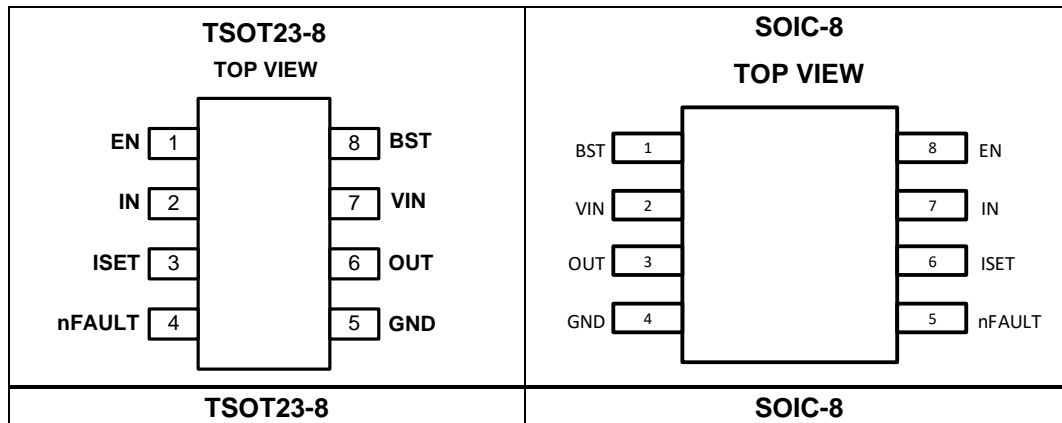 TSOT23-8
TOP VIEW
EN 1 8 BST
IN 2 7 VIN
ISET 3 6 OUT
nFAULT 4 5 GND
SOIC-8
TOP VIEW
BST 1 8 EN
VIN 2 7 IN
OUT 3 6 ISET
GND 4 5 nFAULT
TSOT23-8
SOIC-8